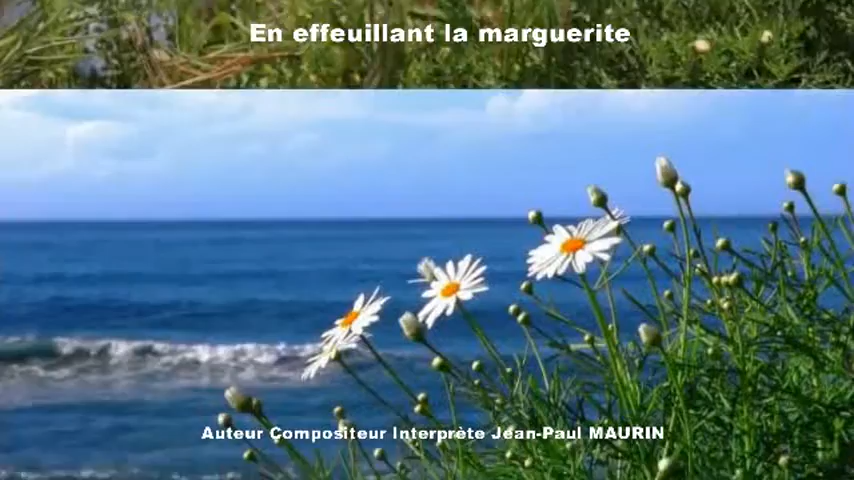 En effeuillant la marguerite
Auteur Compositeur Interprète Jean-Paul MAURIN